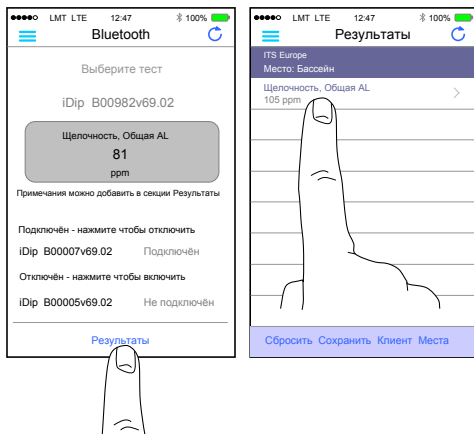 LMT LTE 12:47 100%
Bluetooth
Выберите тест
iDip B00982v69.02
Щелочность, Общая AL
81
ppm
Примечания можно добавить в секции Результаты
Подключён - нажмите чтобы отключить
iDip B00007v69.02 Подключён
Отключён - нажмите чтобы включить
iDip B00005v69.02 Не подключён
Результаты
LMT LTE 12:47 100%
Результаты
ITS Europe
Место: Бассейн
Щелочность, Общая AL
105 ppm
Сбросить Сохранить Клиент Места